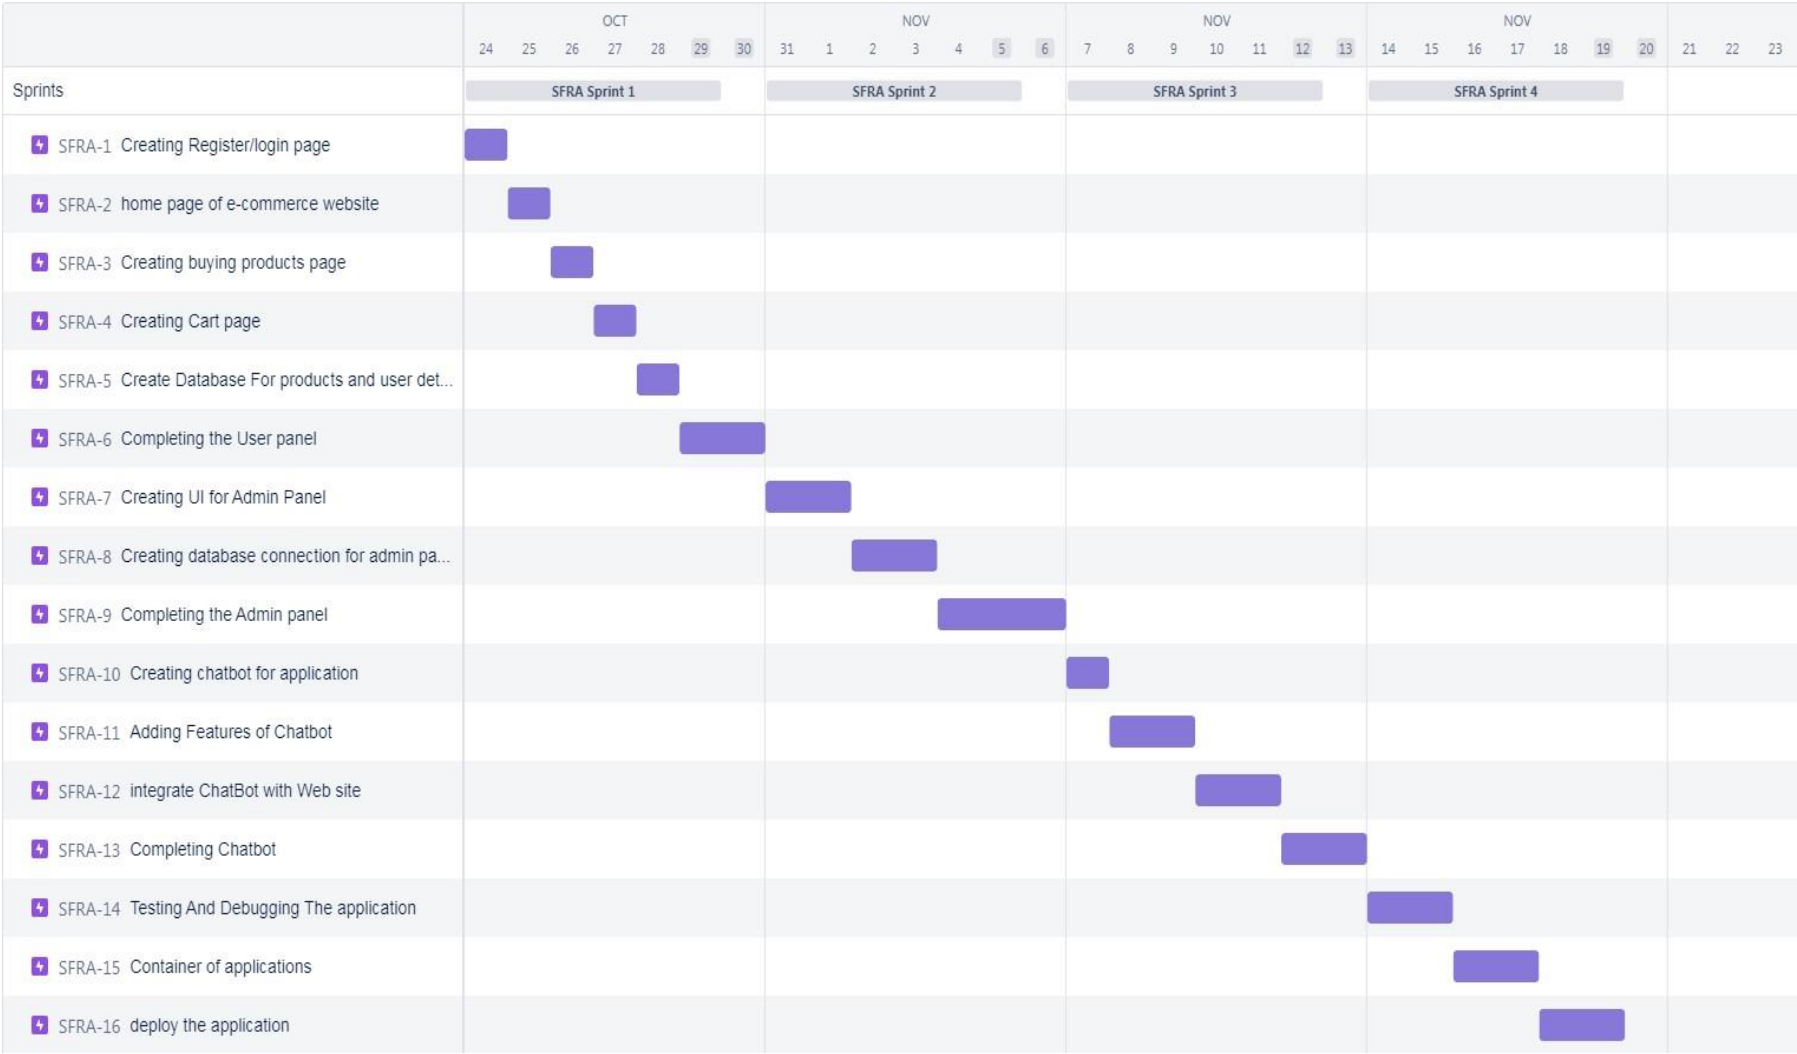 OCT NOV NOV NOV
24 25 26 27 28 29 30 31 1 2 3 4 5 6 7 8 9 10 11 12 13 14 15 16 17 18 19 20 21 22 23
Sprints SFRA Sprint 1 SFRA Sprint 2 SFRA Sprint 3 SFRA Sprint 4
SFRA-1 Creating Register/login page
SFRA-2 home page of e-commerce website
SFRA-3 Creating buying products page
SFRA-4 Creating Cart page
SFRA-5 Create Database For products and user det...
SFRA-6 Completing the User panel
SFRA-7 Creating UI for Admin Panel
SFRA-8 Creating database connection for admin pa...
SFRA-9 Completing the Admin panel
SFRA-10 Creating chatbot for application
SFRA-11 Adding Features of Chatbot
SFRA-12 integrate ChatBot with Web site
SFRA-13 Completing Chatbot
SFRA-14 Testing And Debugging The application
SFRA-15 Container of applications
SFRA-16 deploy the application